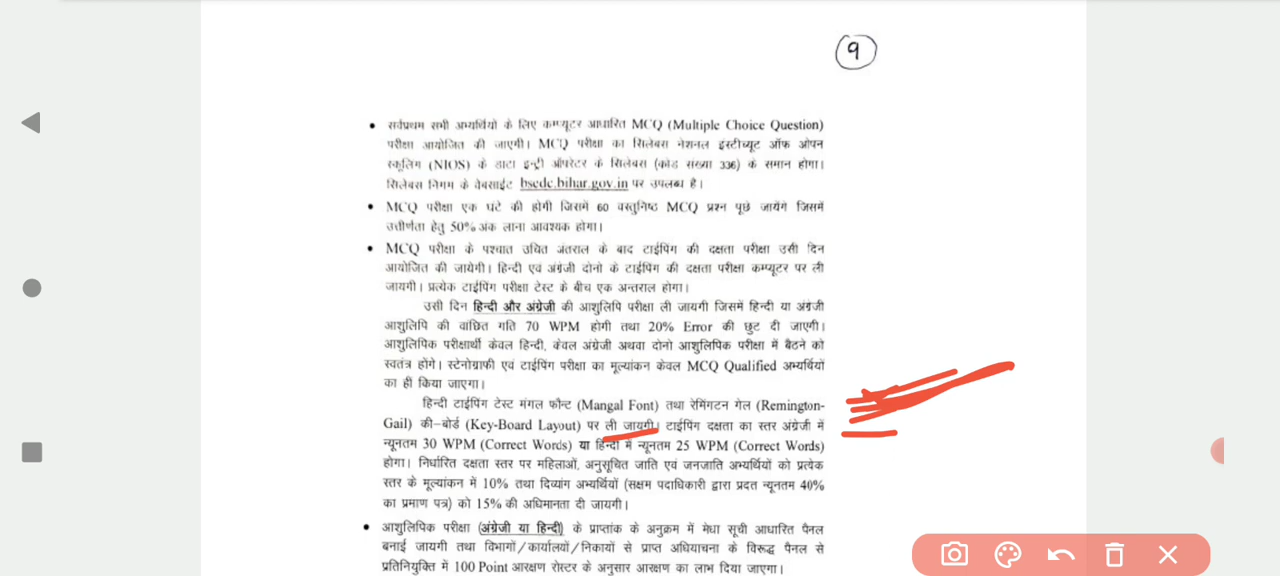 9
सर्वप्रथम सभी अभ्यर्थियों के लिए कम्प्यूटर आधारित MCQ (Multiple Choice Question)
परीक्षा आयोजित की जाएगी। MCQ परीक्षा का सिलेबस नेशनल इंस्टीच्यूट ऑफ ओपन
स्कूलिंग (NIOS) के डाटा इन्ट्री ऑपरेटर के सिलेबस (कोड संख्या 336) के समान होगा।
सिलेबस निगम के वेबसाईट bsedc.bihar.gov.in पर उपलब्ध है।
MCQ परीक्षा एक घंटे की होगी जिसमें 60 वस्तुनिष्ठ MCQ प्रश्न पूछे जायेंगे जिसमें
उत्तीर्णता हेतु 50% अंक लाना आवश्यक होगा।
MCQ परीक्षा के पश्चात उचित अंतराल के बाद टाईपिंग की दक्षता परीक्षा उसी दिन
आयोजित की जायेगी। हिन्दी एवं अंग्रेजी दोनो के टाईपिंग की दक्षता परीक्षा कम्प्यूटर पर ली
जायगी। प्रत्येक टाईपिंग परीक्षा टेस्ट के बीच एक अन्तराल होगा।
उसी दिन हिन्दी और अंग्रेजी की आशुलिपि परीक्षा ली जायगी जिसमें हिन्दी या अंग्रेजी
आशुलिपि की वांछित गति 70 WPM होगी तथा 20% Error की छुट दी जाएगी।
आशुलिपिक परीक्षार्थी केवल हिन्दी, केवल अंग्रेजी अथवा दोनो आशुलिपिक परीक्षा में बैठने को
स्वतंत्र होंगे। स्टेनोग्राफी एवं टाईपिंग परीक्षा का मूल्यांकन केवल MCQ Qualified अभ्यर्थियों
का ही किया जाएगा।
हिन्दी टाईपिंग टेस्ट मंगल फौन्ट (Mangal Font) तथा रेमिंगटन गेल (Remington-
Gail) की-बोर्ड (Key-Board Layout) पर ली जायगी। टाईपिंग दक्षता का स्तर अंग्रेजी में
न्यूनतम 30 WPM (Correct Words) या हिन्दी में न्यूनतम 25 WPM (Correct Words)
होगा। निर्धारित दक्षता स्तर पर महिलाओं, अनुसूचित जाति एवं जनजाति अभ्यर्थियों को प्रत्येक
स्तर के मूल्यांकन में 10% तथा दिव्यांग अभ्यर्थियों (सक्षम पदाधिकारी द्वारा प्रदत न्यूनतम 40%
का प्रमाण पत्र) को 15% की अधिमानता दी जायगी।
आशुलिपिक परीक्षा (अंग्रेजी या हिन्दी) के प्राप्तांक के अनुक्रम में मेधा सूची आधारित पैनल
बनाई जायगी तथा विभागों/कार्यालयों/निकायों से प्राप्त अधियाचना के विरूद्ध पैनल से
प्रतिनियुक्ति में 100 Point आरक्षण रोस्टर के अनुसार आरक्षण का लाभ दिया जाएगा।